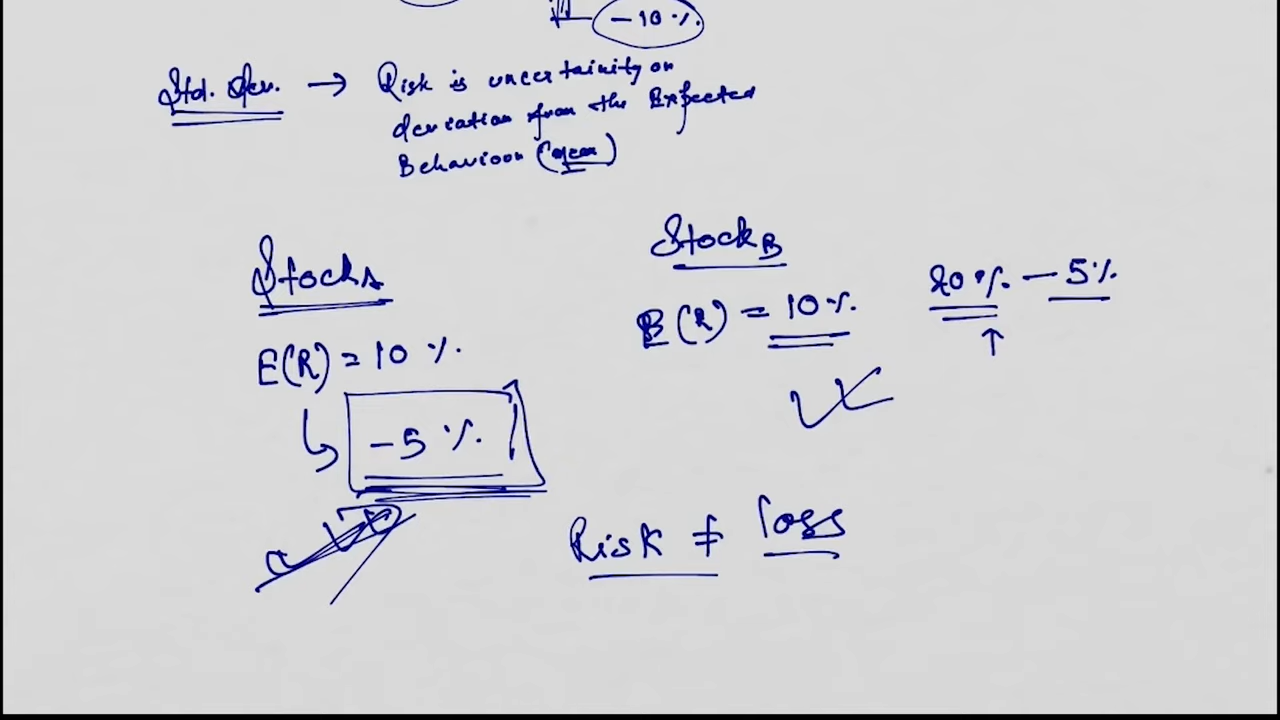 -10 %
Std. dev. → Risk is uncertainity or
deviation from the Expected
Behaviour (Mean)
Stock A
E(R) = 10 %
-5 %
Stock B
E(R) = 10 %
20 % - 5 %
Risk ≠ loss